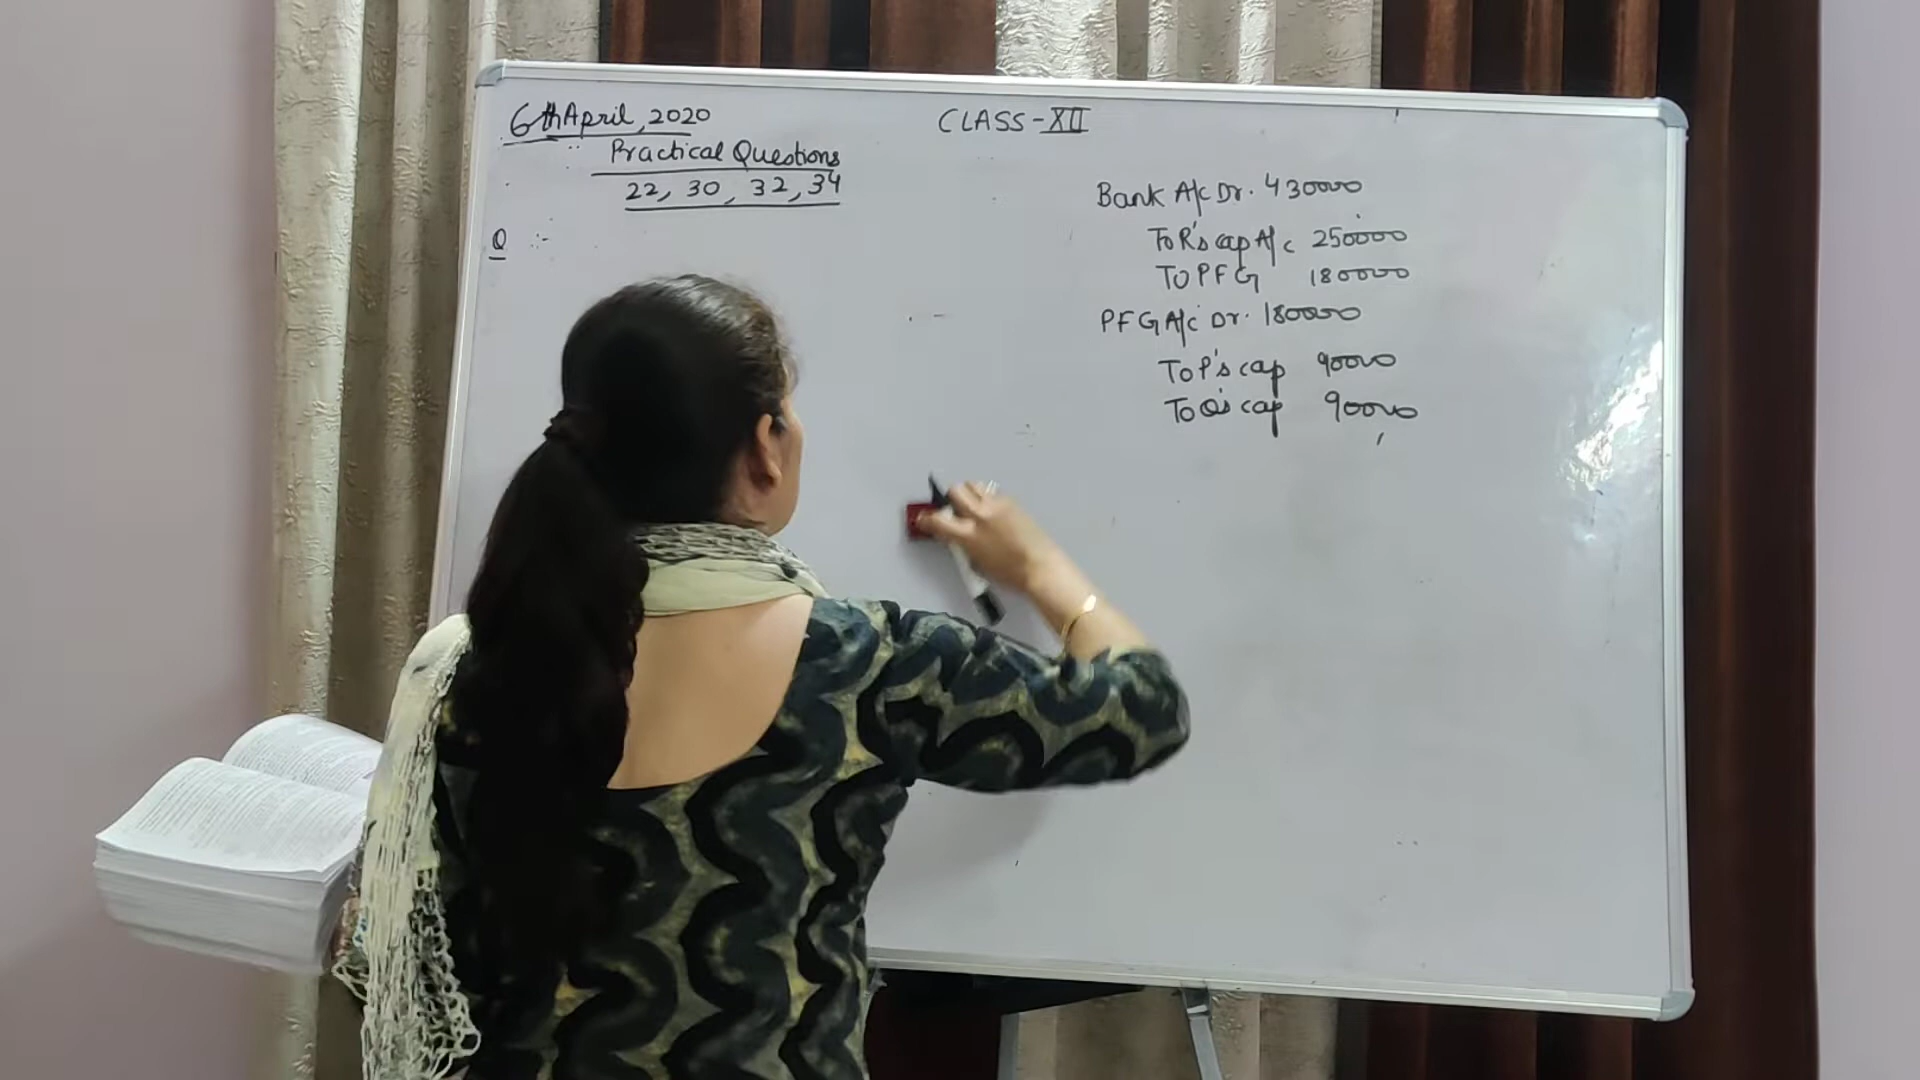 6th April, 2020
CLASS - XII
Practical Questions
22, 30, 32, 34
Q :-
Bank A/c Dr. 430000
To R's cap A/c 250000
To PFG 180000
PFG A/c Dr. 180000
To P's cap 90000
To Q's cap 90000